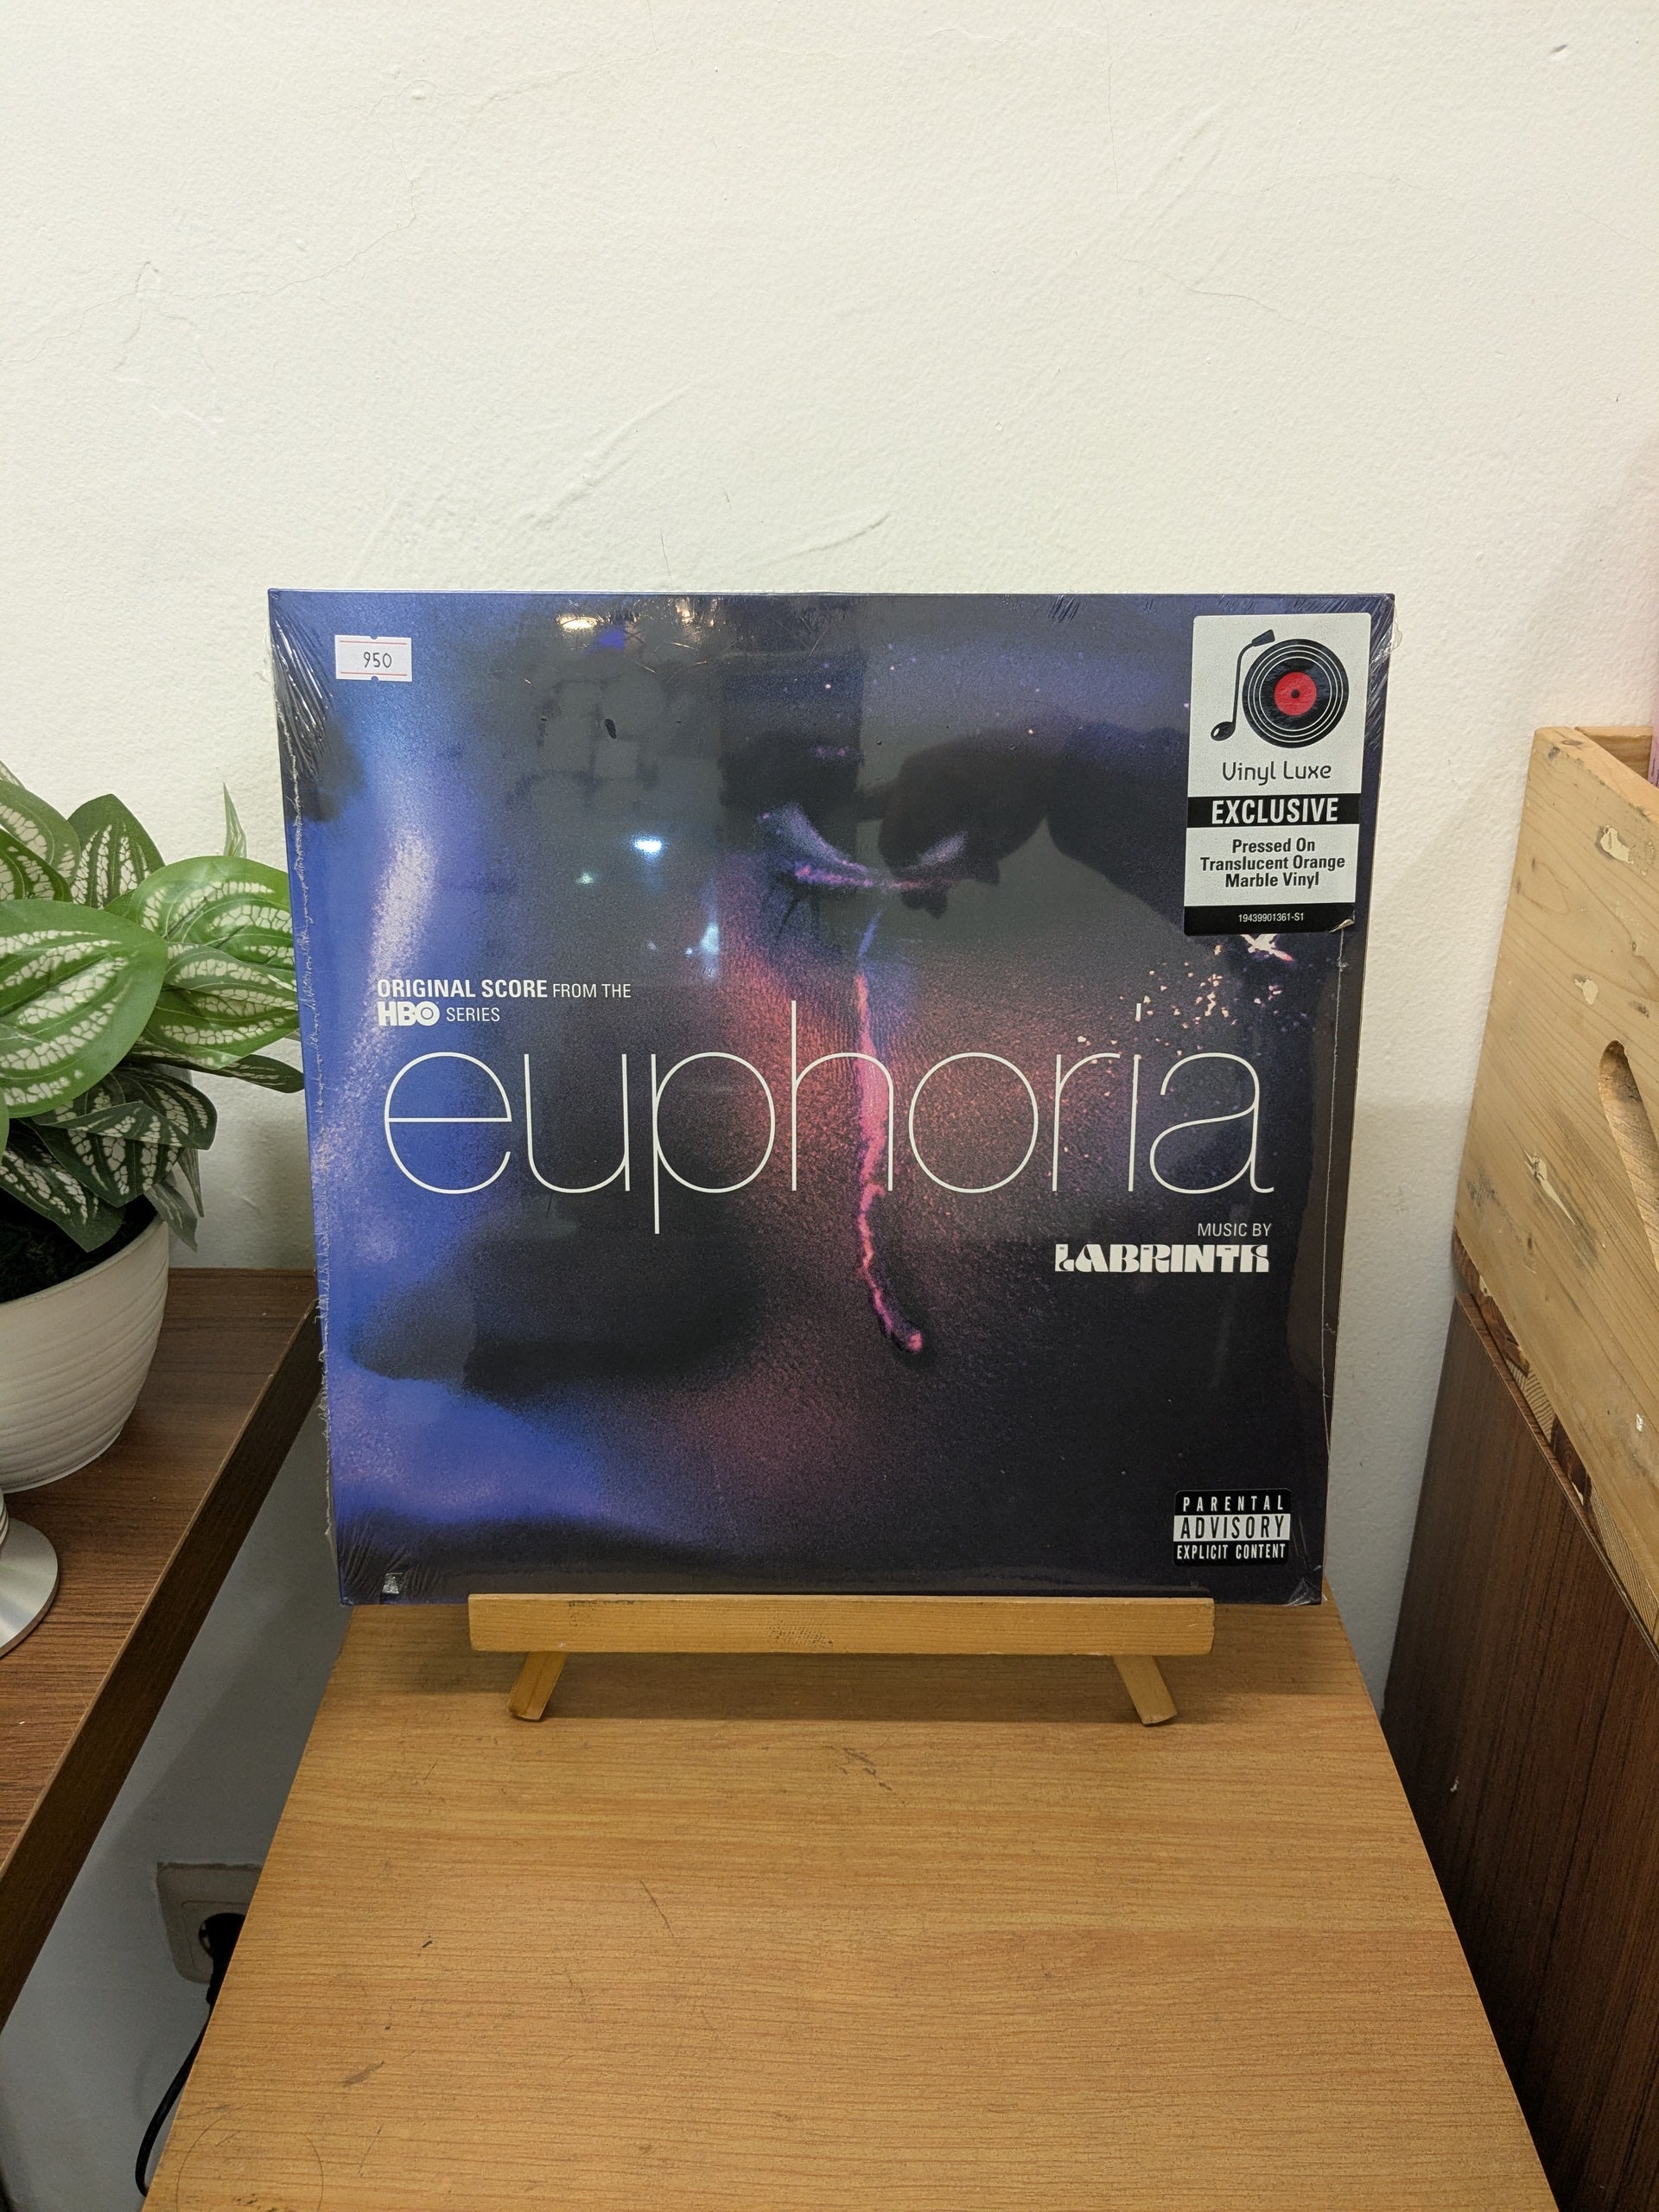 950
Vinyl Luxe
EXCLUSIVE
Pressed On
Translucent Orange
Marble Vinyl
19439901361-S1
ORIGINAL SCORE FROM THE
HBO SERIES
euphoria
MUSIC BY
LABRINTH
PARENTAL
ADVISORY
EXPLICIT CONTENT